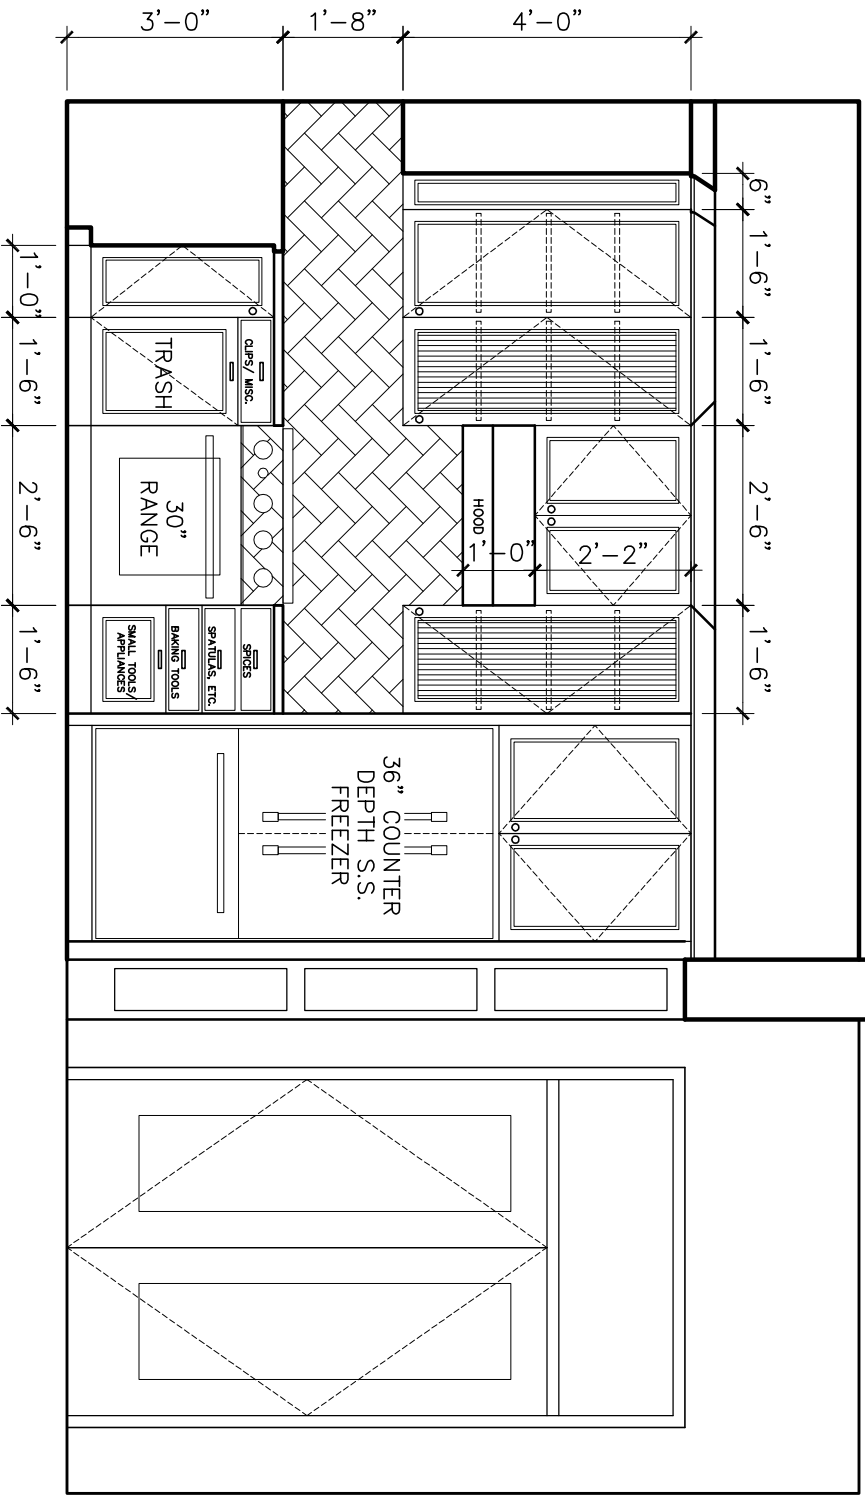 6”
1’-6”
1’-6”
2’-6”
1’-6”
4’-0”
1’-8”
3’-0”
2’-2”
1’-0”
HOOD
36” COUNTER
DEPTH S.S.
FREEZER
CLIPS/ MISC.
TRASH
30”
RANGE
SPICES
SPATULAS, ETC.
BAKING TOOLS
SMALL TOOLS/
APPLIANCES
1’-0”
1’-6”
2’-6”
1’-6”